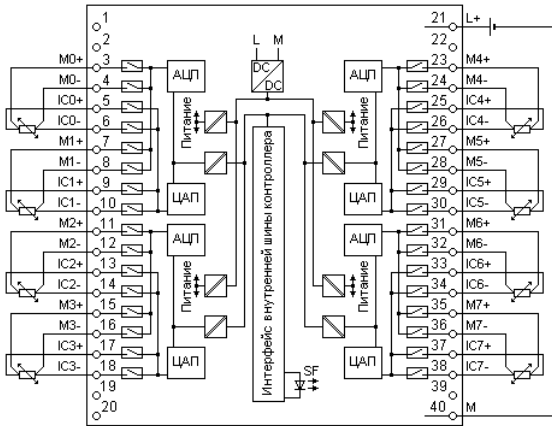 1
21 L+
2
22
L M
M0+ 3
АЦП
DC
DC
АЦП
23 M4+
M0- 4
24 M4-
IC0+ 5
Питание
Питание
25 IC4+
IC0- 6
26 IC4-
M1+ 7
27 M5+
M1- 8
28 M5-
IC1+ 9
ЦАП
ЦАП
29 IC5+
IC1- 10
30 IC5-
Интерфейс внутренней шины контроллера
M2+ 11
АЦП
АЦП
31 M6+
M2- 12
32 M6-
IC2+ 13
Питание
Питание
33 IC6+
IC2- 14
34 IC6-
M3+ 15
35 M7+
M3- 16
36 M7-
IC3+ 17
ЦАП
ЦАП
37 IC7+
IC3- 18
SF
38 IC7-
19
39
20
40 M